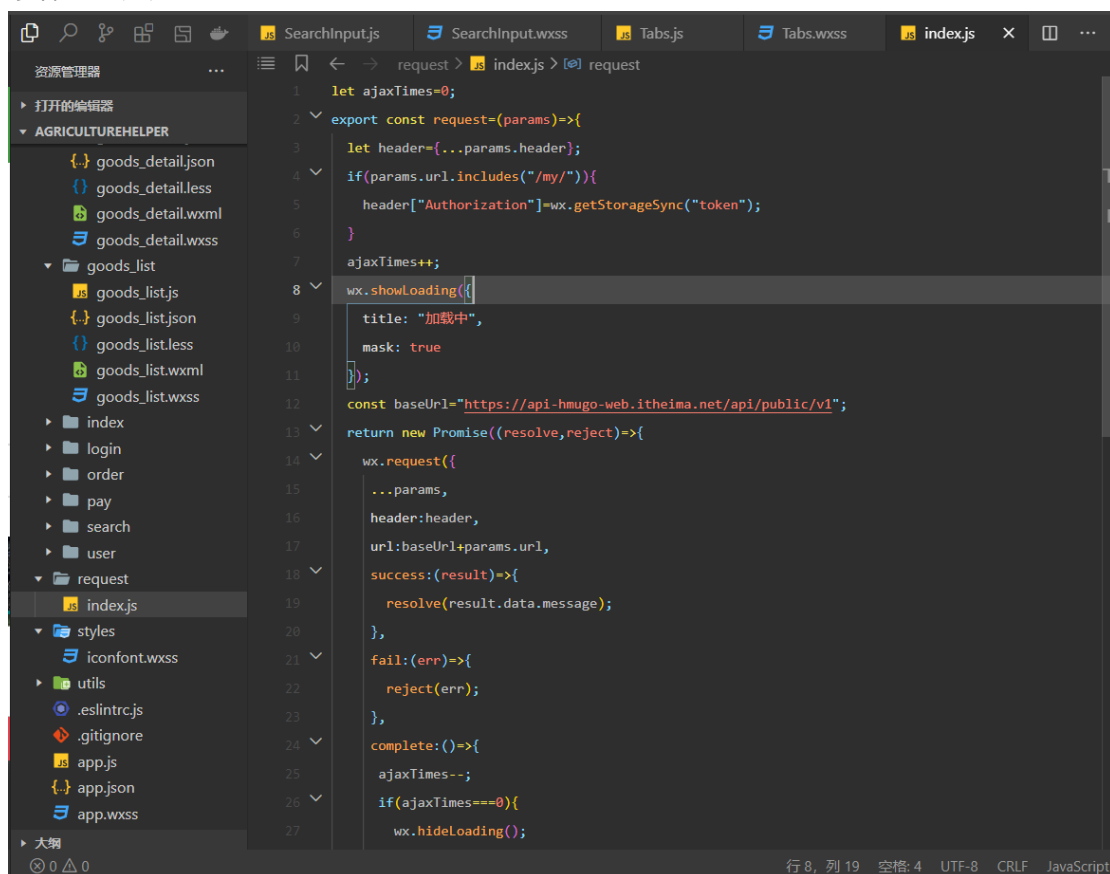 SearchInput.js
SearchInput.wxss
Tabs.js
Tabs.wxss
index.js
资源管理器
request > index.js > request
打开的编辑器
AGRICULTUREHELPER
goods_detail.json
goods_detail.less
goods_detail.wxml
goods_detail.wxss
goods_list
goods_list.js
goods_list.json
goods_list.less
goods_list.wxml
goods_list.wxss
index
login
order
pay
search
user
request
index.js
styles
iconfont.wxss
utils
.eslintrc.js
.gitignore
app.js
app.json
app.wxss
大纲
1 let ajaxTimes=0;
2 export const request=(params)=>{
3 let header={...params.header};
4 if(params.url.includes("/my/")){
5 header["Authorization"]=wx.getStorageSync("token");
6 }
7 ajaxTimes++;
8 wx.showLoading({
9 title: "加载中",
10 mask: true
11 });
12 const baseUrl="https://api-hmugo-web.itheima.net/api/public/v1";
13 return new Promise((resolve,reject)=>{
14 wx.request({
15 ...params,
16 header:header,
17 url:baseUrl+params.url,
18 success:(result)=>{
19 resolve(result.data.message);
20 },
21 fail:(err)=>{
22 reject(err);
23 },
24 complete:()=>{
25 ajaxTimes--;
26 if(ajaxTimes===0){
27 wx.hideLoading();
0 0
行 8，列 19 空格: 4 UTF-8 CRLF JavaScript